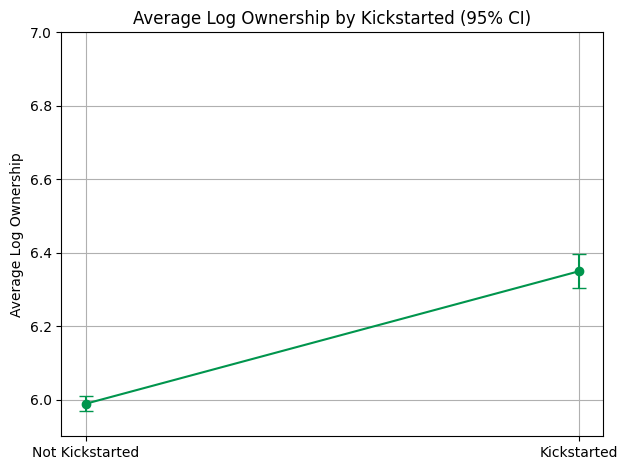 Average Log Ownership by Kickstarted (95% CI)
7.0
6.8
6.6
6.4
6.2
6.0
Average Log Ownership
Not Kickstarted
Kickstarted